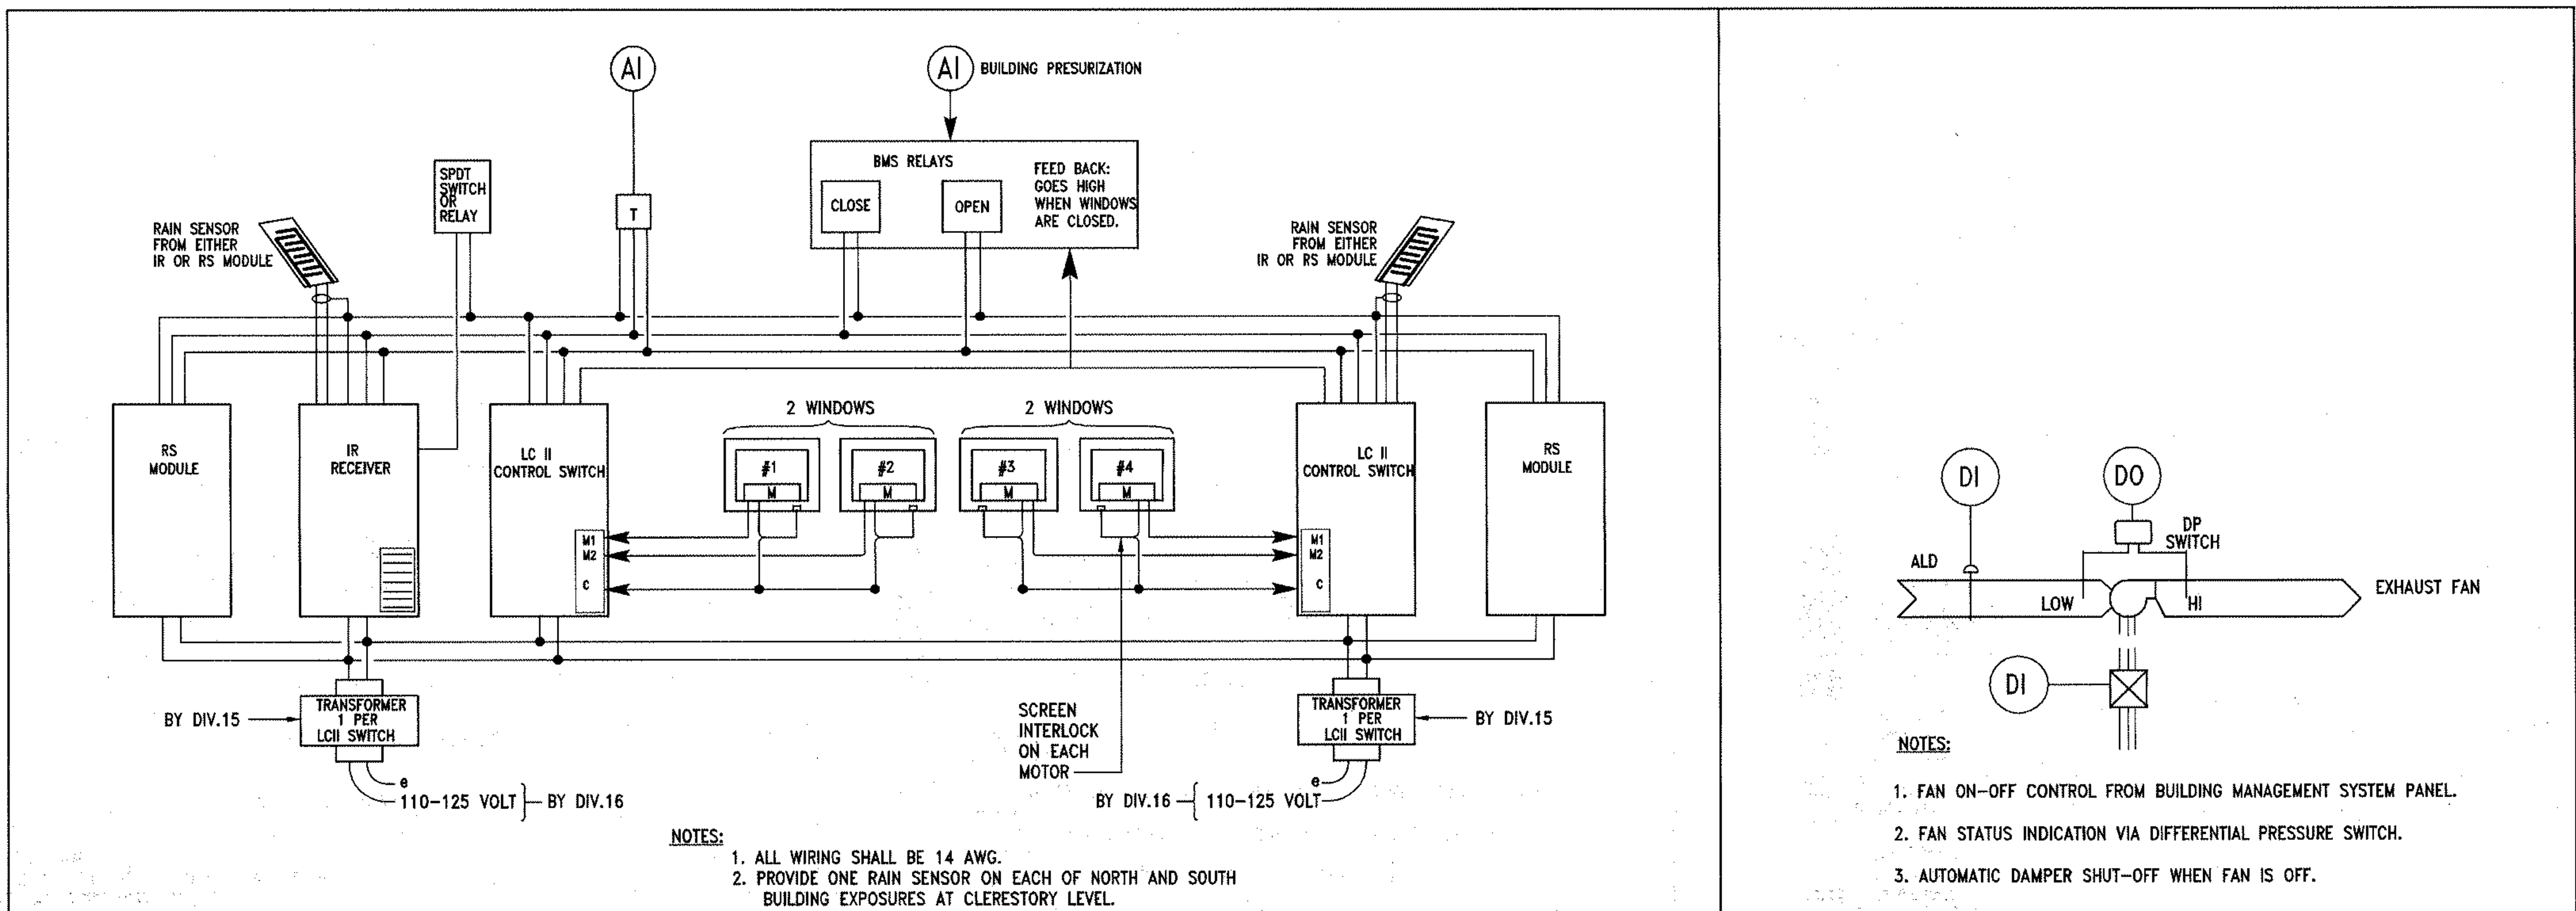 AI
AI
BUILDING PRESURIZATION
BMS RELAYS
CLOSE
OPEN
FEED BACK:
GOES HIGH
WHEN WINDOWS
ARE CLOSED.
SPDT
SWITCH
OR
RELAY
T
RAIN SENSOR
FROM EITHER
IR OR RS MODULE
RAIN SENSOR
FROM EITHER
IR OR RS MODULE
RS
MODULE
IR
RECEIVER
LC II
CONTROL SWITCH
M1
M2
C
2 WINDOWS
#1
M
#2
M
2 WINDOWS
#3
M
#4
M
LC II
CONTROL SWITCH
M1
M2
C
RS
MODULE
BY DIV.15
TRANSFORMER
1 PER
LCII SWITCH
e
110-125 VOLT
BY DIV.16
SCREEN
INTERLOCK
ON EACH
MOTOR
TRANSFORMER
1 PER
LCII SWITCH
BY DIV.15
e
BY DIV.16
110-125 VOLT
NOTES:
1. ALL WIRING SHALL BE 14 AWG.
2. PROVIDE ONE RAIN SENSOR ON EACH OF NORTH AND SOUTH
BUILDING EXPOSURES AT CLERESTORY LEVEL.
DI
DO
DP
SWITCH
ALD
LOW
HI
EXHAUST FAN
DI
NOTES:
1. FAN ON-OFF CONTROL FROM BUILDING MANAGEMENT SYSTEM PANEL.
2. FAN STATUS INDICATION VIA DIFFERENTIAL PRESSURE SWITCH.
3. AUTOMATIC DAMPER SHUT-OFF WHEN FAN IS OFF.